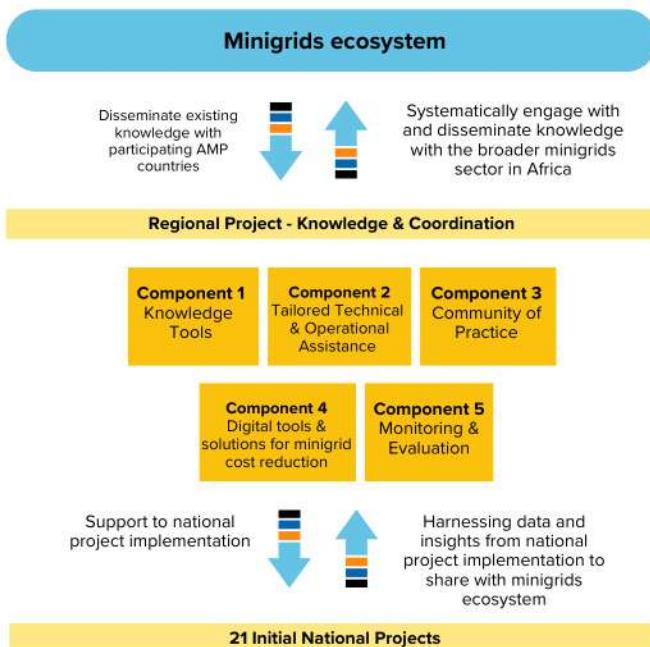 Minigrids ecosystem
Disseminate existing
knowledge with
participating AMP
countries
Systematically engage with
and disseminate knowledge
with the broader minigrids
sector in Africa
Regional Project - Knowledge & Coordination
Component 1
Knowledge
Tools
Component 2
Tailored Technical
& Operational
Assistance
Component 3
Community of
Practice
Component 4
Digital tools &
solutions for minigrid
cost reduction
Component 5
Monitoring &
Evaluation
Support to national
project implementation
Harnessing data and
insights from national
project implementation to
share with minigrids
ecosystem
21 Initial National Projects